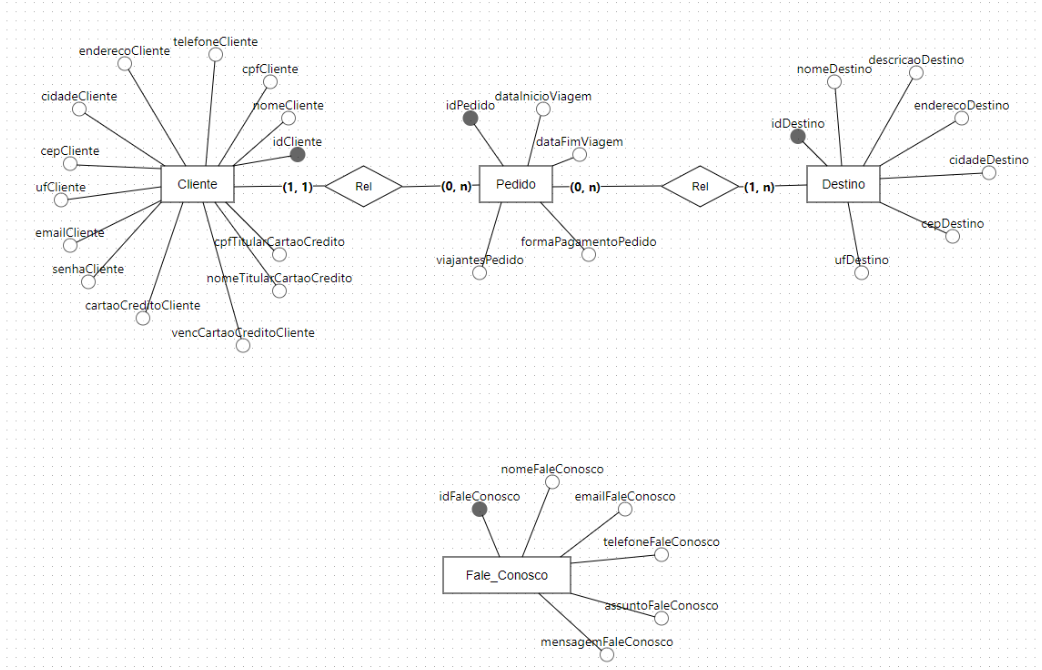 telefoneCliente
enderecoCliente
cpfCliente
cidadeCliente
nomeCliente
idCliente
cepCliente
Cliente
ufCliente
emailCliente
senhaCliente
cartaoCreditoCliente
vencCartaoCreditoCliente
nomeTitularCartaoCredito
cpfTitularCartaoCredito
(1, 1)
Rel
(0, n)
idPedido
dataInicioViagem
dataFimViagem
Pedido
viajantesPedido
formaPagamentoPedido
(0, n)
Rel
(1, n)
descricaoDestino
nomeDestino
enderecoDestino
idDestino
cidadeDestino
Destino
cepDestino
ufDestino
nomeFaleConosco
idFaleConosco
emailFaleConosco
telefoneFaleConosco
Fale_Conosco
assuntoFaleConosco
mensagemFaleConosco